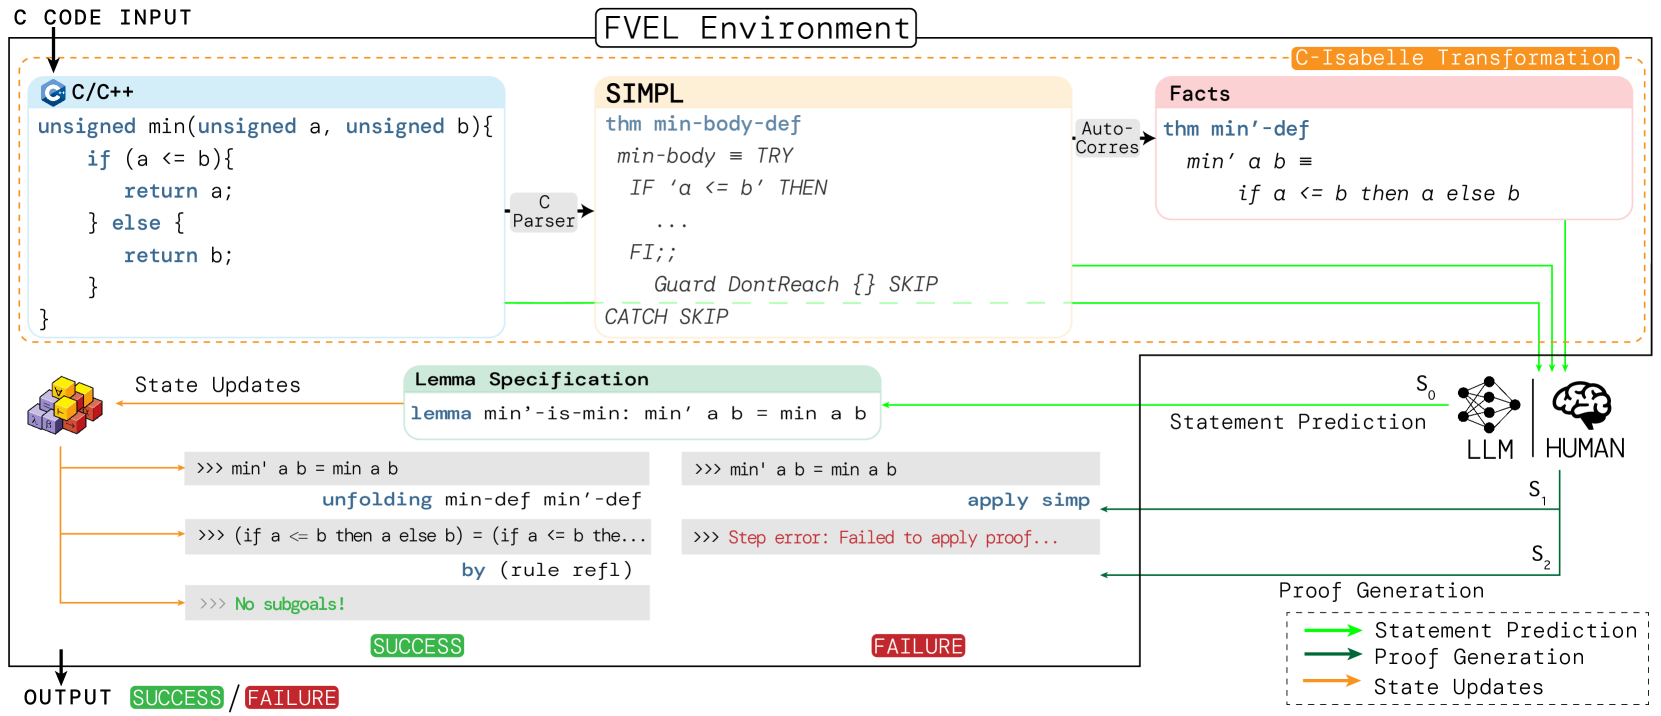 C CODE INPUT
FVEL Environment
C-Isabelle Transformation
C/C++
unsigned min(unsigned a, unsigned b){
if (a <= b){
return a;
} else {
return b;
}
}
C
Parser
SIMPL
thm min-body-def
min-body ≡ TRY
IF ‘a <= b’ THEN
...
FI;;
Guard DontReach {} SKIP
CATCH SKIP
Auto-
Corres
Facts
thm min’-def
min’ a b ≡
if a <= b then a else b
State Updates
Lemma Specification
lemma min’-is-min: min’ a b = min a b
S0
Statement Prediction
LLM
HUMAN
>>> min' a b = min a b
unfolding min-def min’-def
>>> (if a <= b then a else b) = (if a <= b the...
by (rule refl)
>>> No subgoals!
SUCCESS
>>> min' a b = min a b
apply simp
>>> Step error: Failed to apply proof...
FAILURE
S1
S2
Proof Generation
Statement Prediction
Proof Generation
State Updates
OUTPUT SUCCESS/FAILURE